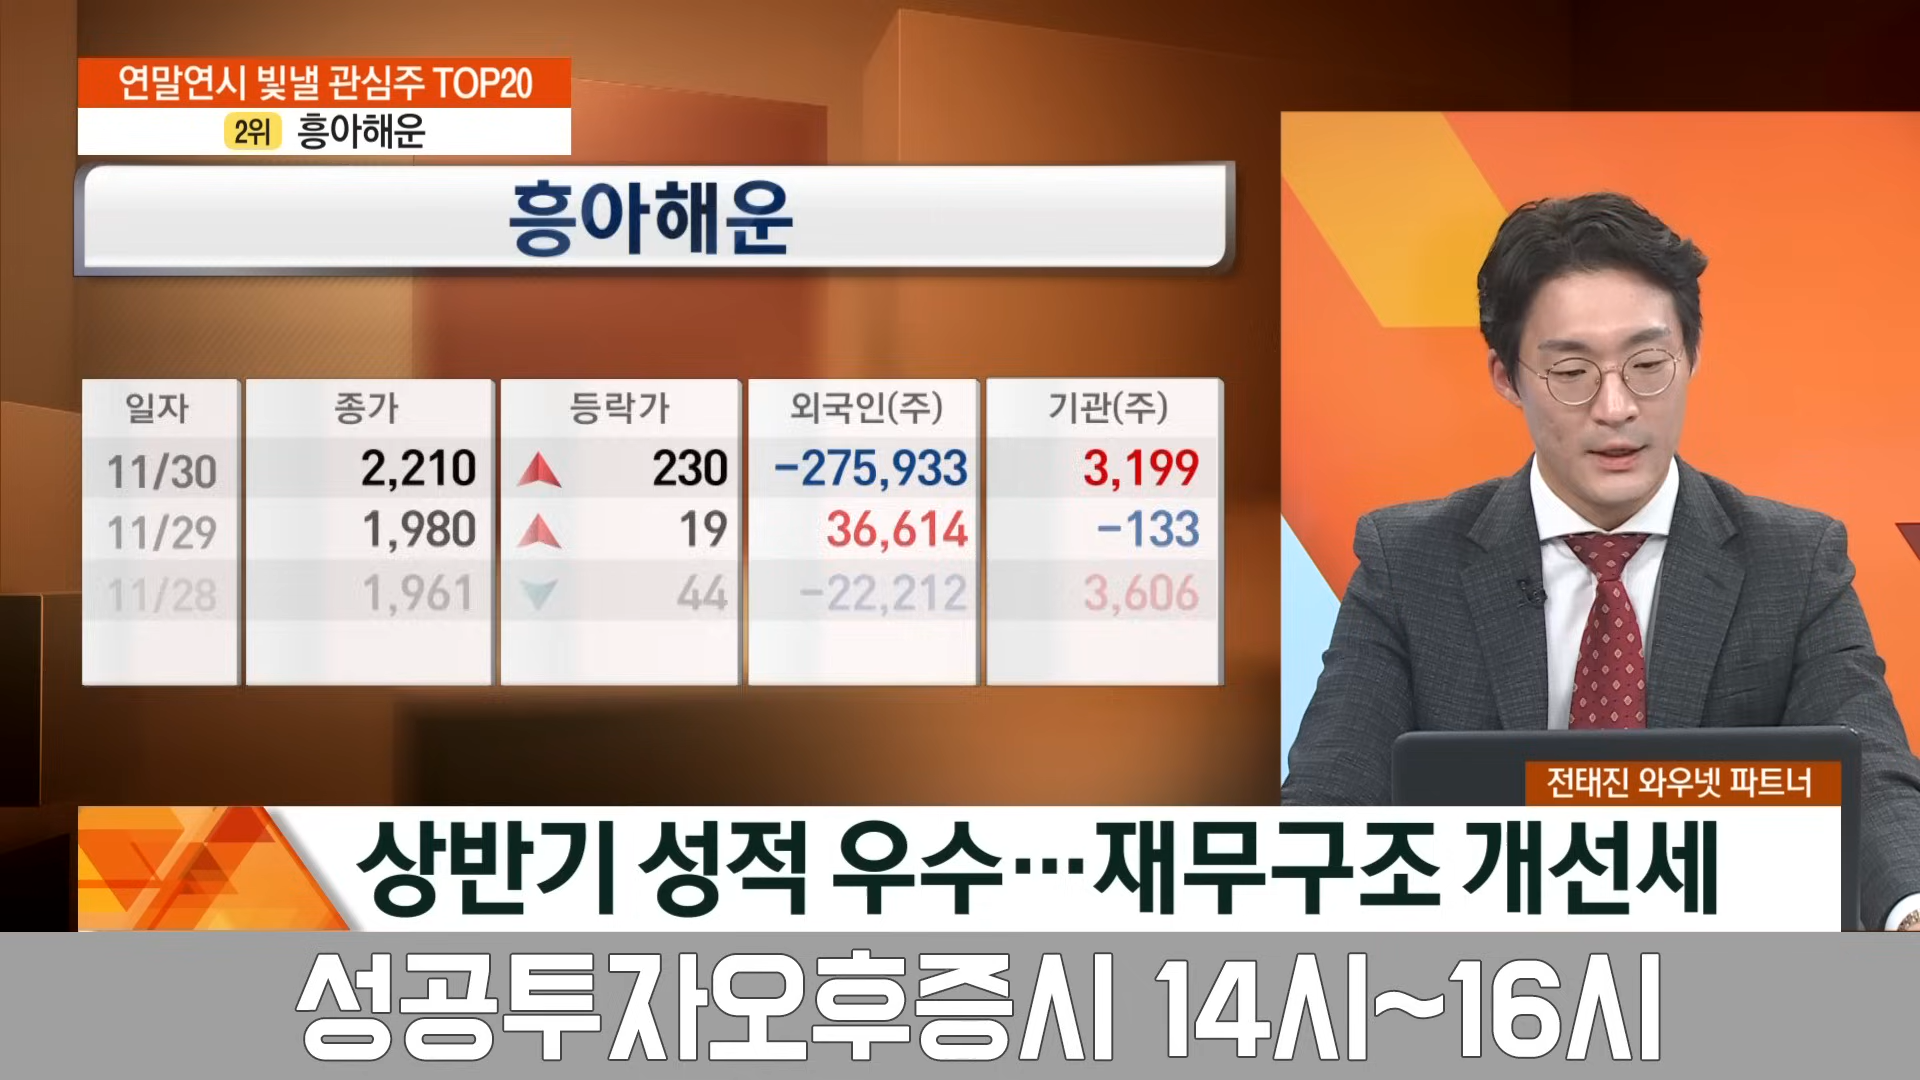 연말연시 빛낼 관심주 TOP20
2위 흥아해운
흥아해운
일자 종가 등락가 외국인(주) 기관(주)
11/30 2,210 ▲ 230 -275,933 3,199
11/29 1,980 ▲ 19 36,614 -133
11/28 1,961 ▼ 44 -22,212 3,606
전태진 와우넷 파트너
상반기 성적 우수…재무구조 개선세
성공투자오후증시 14시~16시